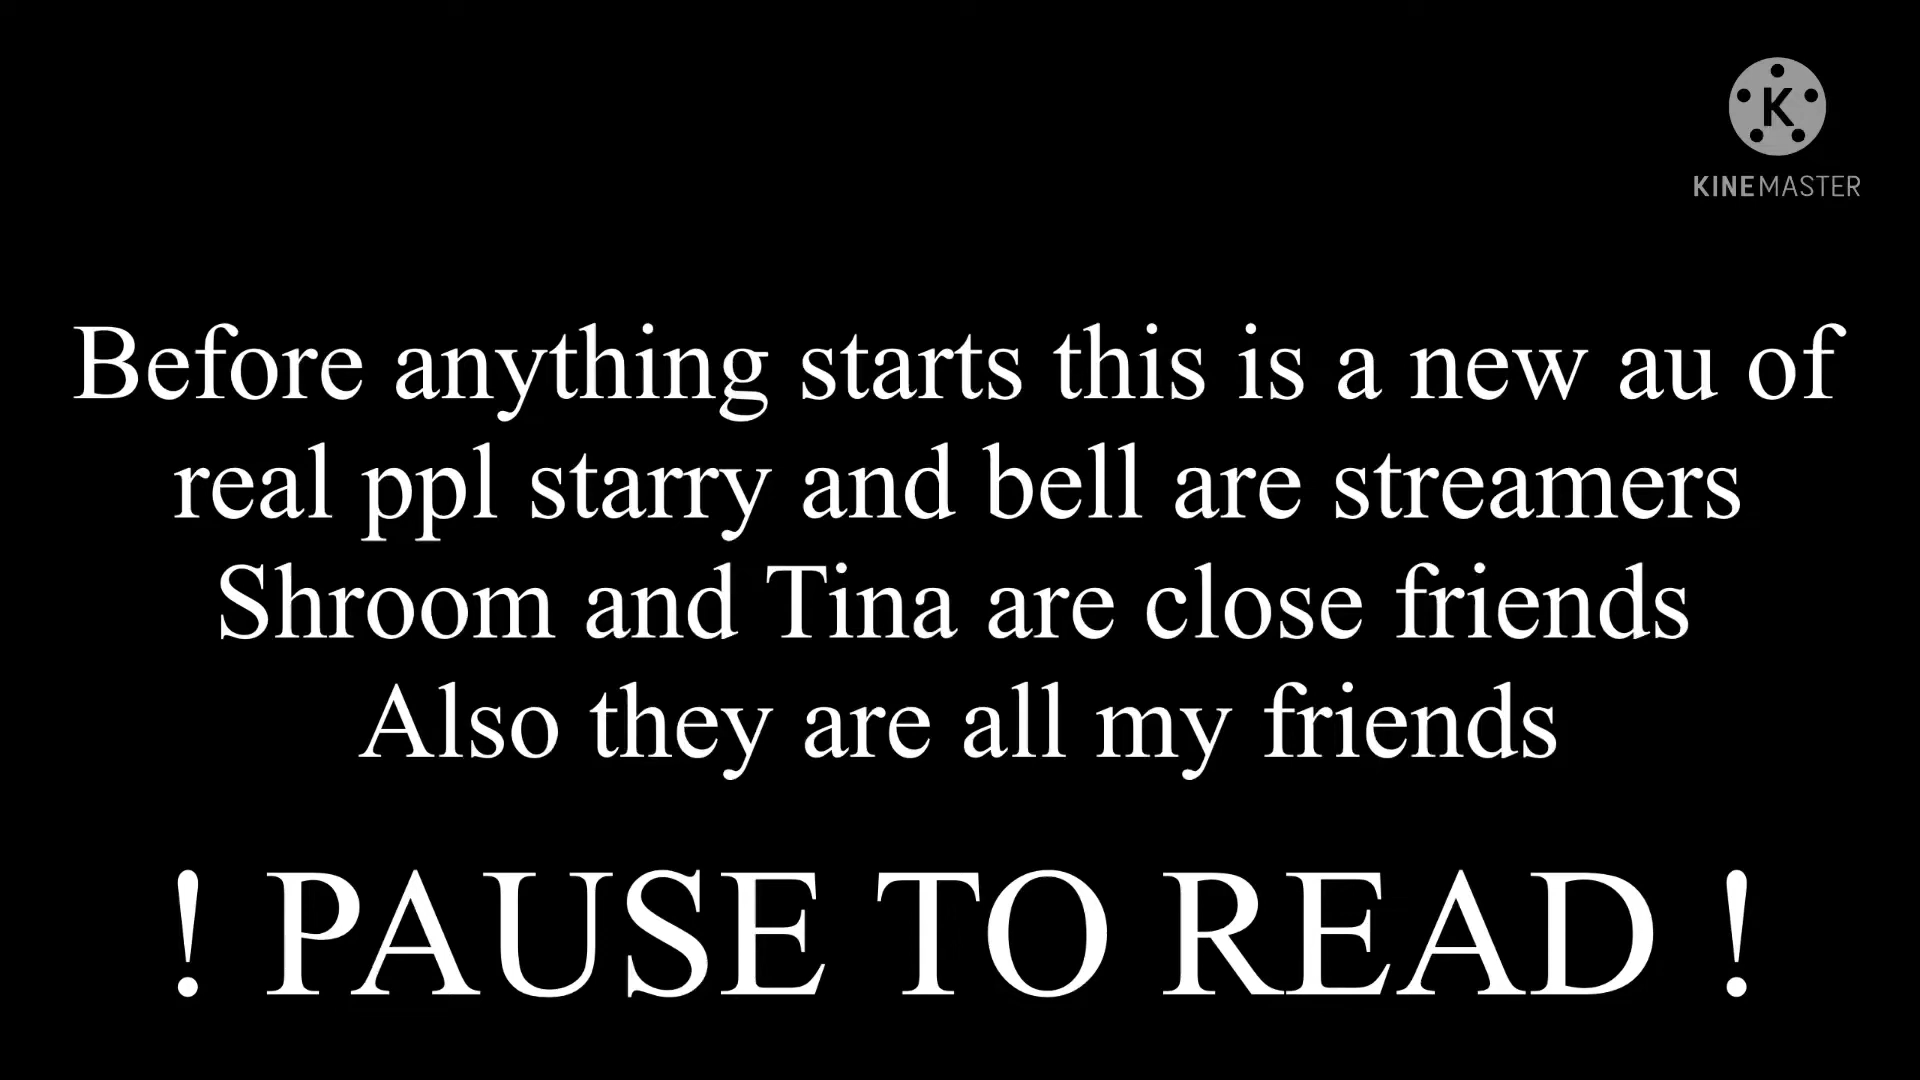 K
KINEMASTER
Before anything starts this is a new au of
real ppl starry and bell are streamers
Shroom and Tina are close friends
Also they are all my friends
! PAUSE TO READ !